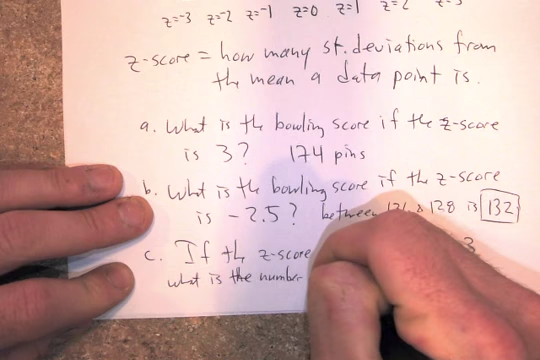 z=-3 z=-2 z=-1 z=0 z=1 z=2 z=3
z-score = how many st. deviations from
the mean a data point is.
a. What is the bowling score if the z-score
is 3? 174 pins
b. What is the bowling score if the z-score
is -2.5? between 136 & 128 is 132
c. If the z-score
what is the number